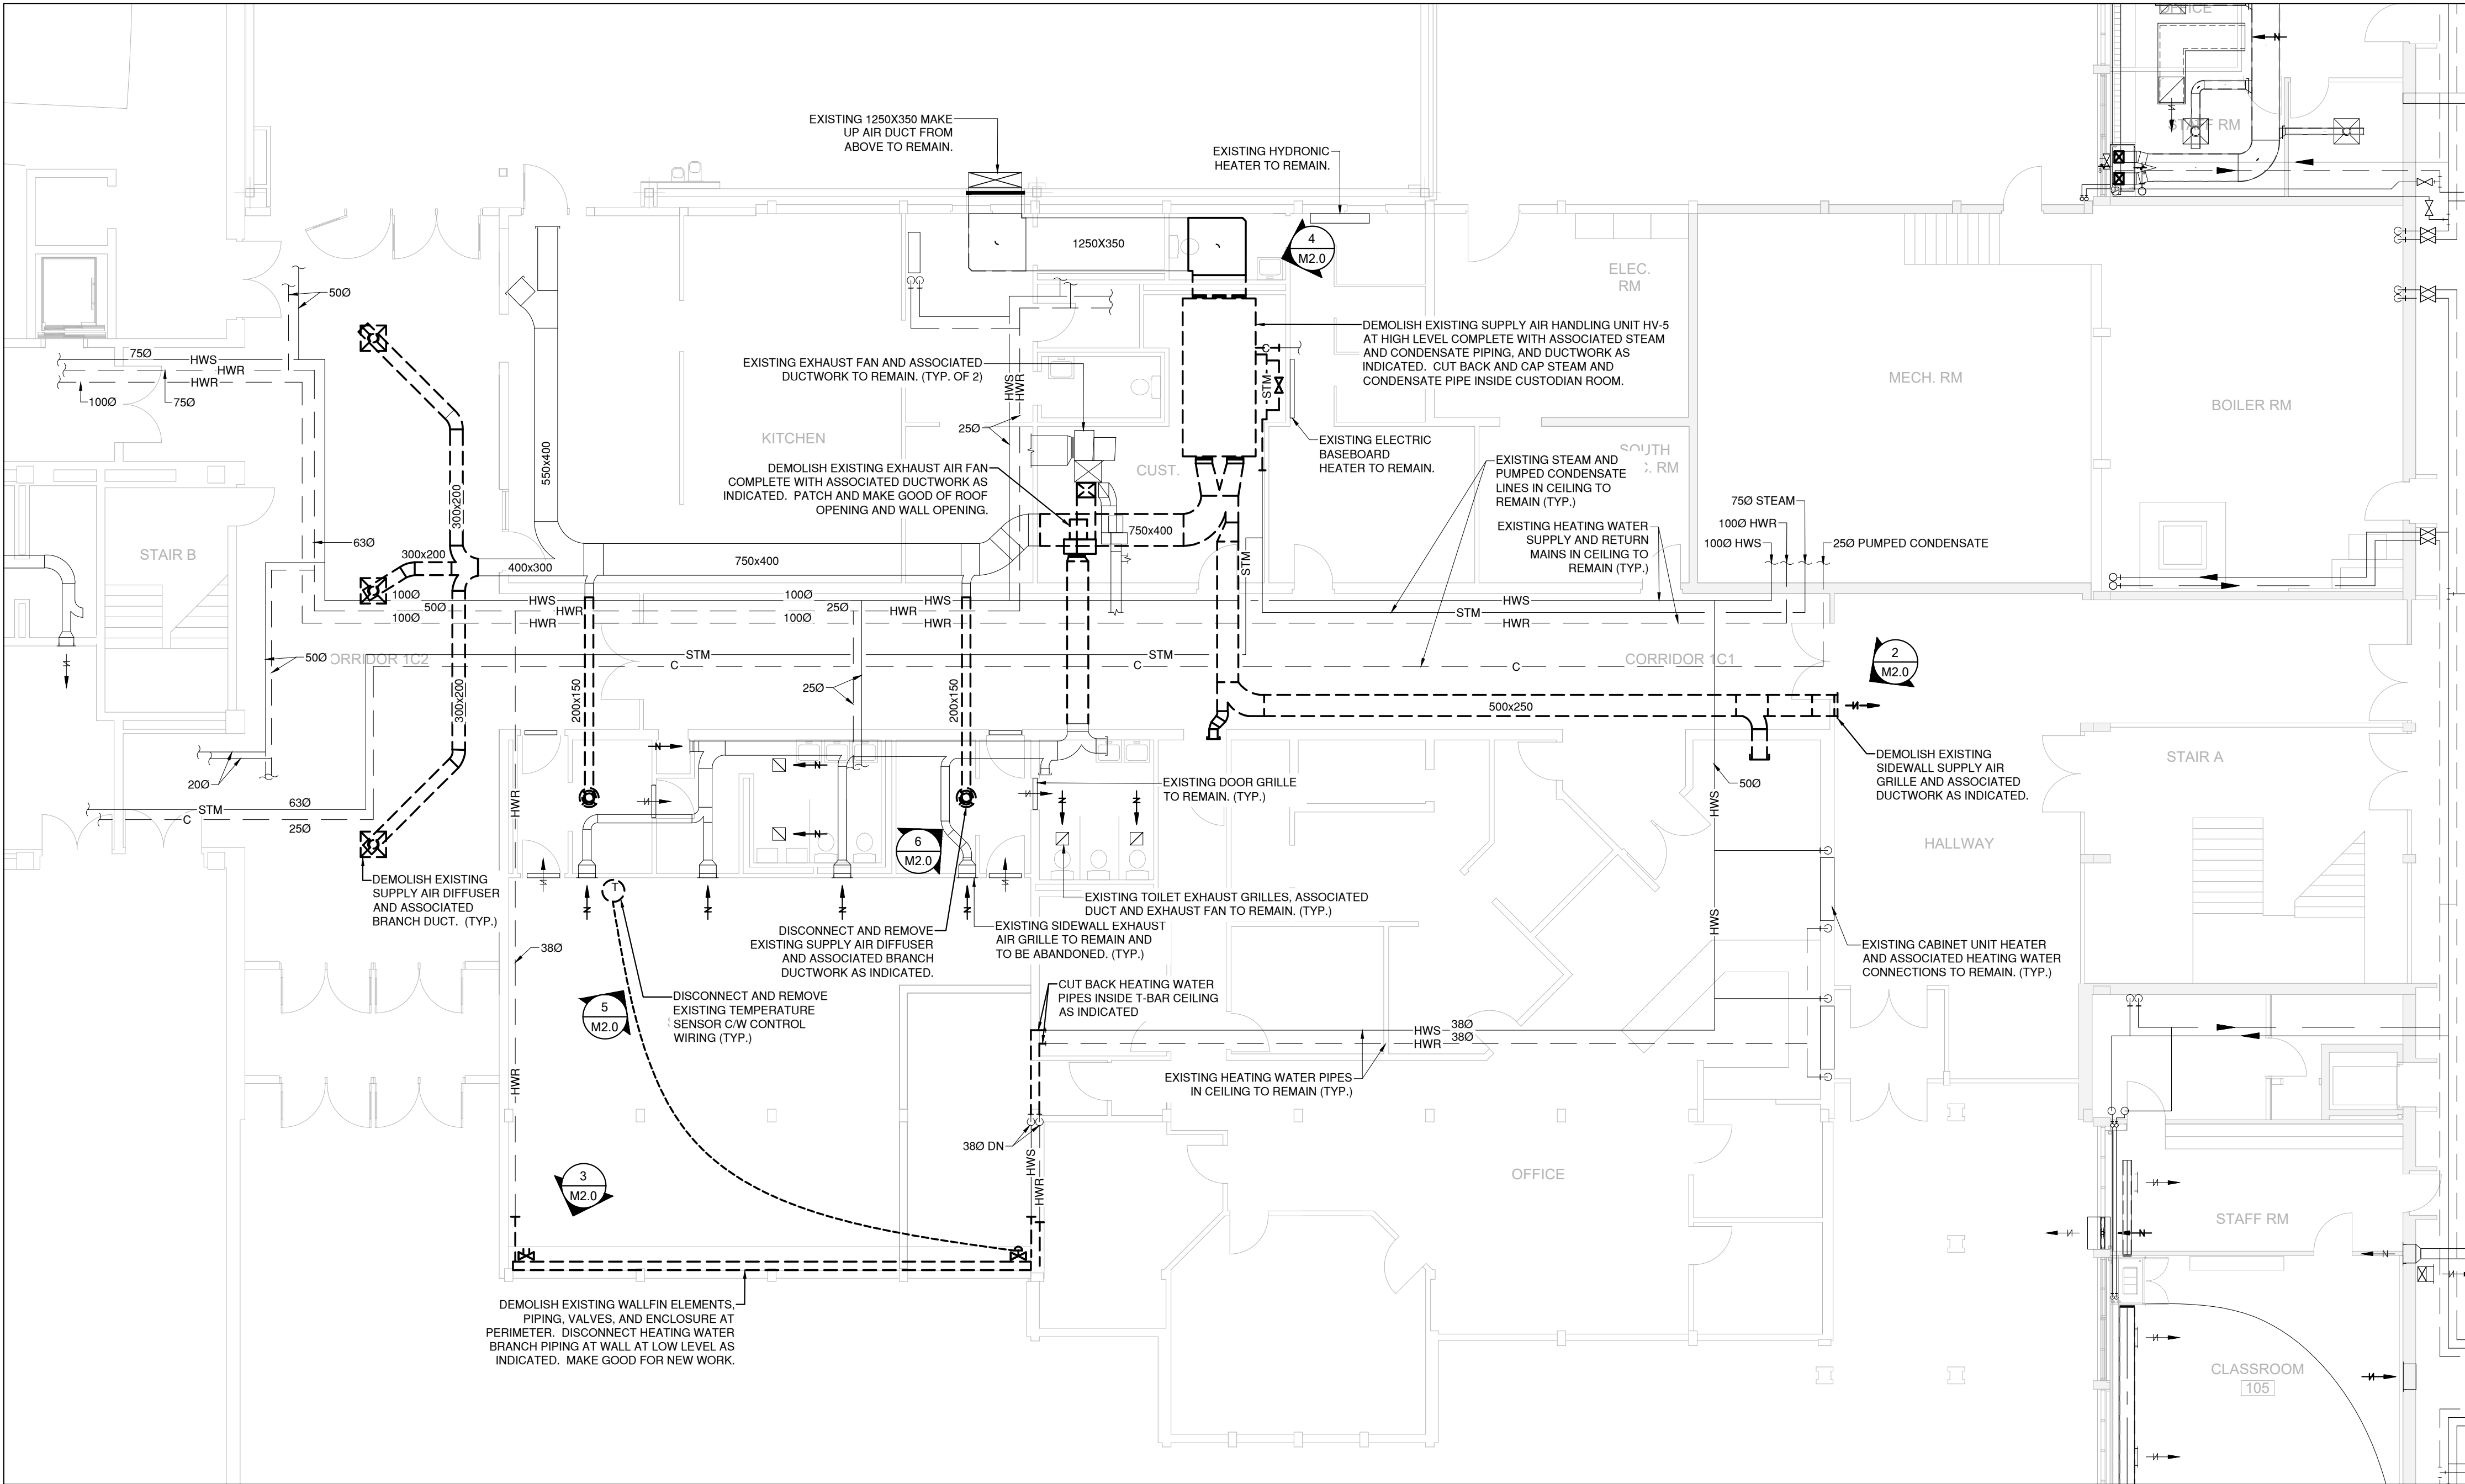 OFFICE
STAFF RM
EXISTING 1250X350 MAKE
UP AIR DUCT FROM
ABOVE TO REMAIN.
EXISTING HYDRONIC
HEATER TO REMAIN.
1250X350
4
M2.0
ELEC.
RM
50Ø
75Ø
HWS
HWR
HWR
100Ø
75Ø
DEMOLISH EXISTING SUPPLY AIR HANDLING UNIT HV-5
AT HIGH LEVEL COMPLETE WITH ASSOCIATED STEAM
AND CONDENSATE PIPING, AND DUCTWORK AS
INDICATED.  CUT BACK AND CAP STEAM AND
CONDENSATE PIPE INSIDE CUSTODIAN ROOM.
C
STM
EXISTING EXHAUST FAN AND ASSOCIATED
DUCTWORK TO REMAIN. (TYP. OF 2)
HWS
HWR
25Ø
MECH. RM
BOILER RM
KITCHEN
550x400
CUST.
EXISTING ELECTRIC
BASEBOARD
HEATER TO REMAIN.
SOUTH
RM
DEMOLISH EXISTING EXHAUST AIR FAN
COMPLETE WITH ASSOCIATED DUCTWORK AS
INDICATED.  PATCH AND MAKE GOOD OF ROOF
OPENING AND WALL OPENING.
EXISTING STEAM AND
PUMPED CONDENSATE
LINES IN CEILING TO
REMAIN (TYP.)
75Ø STEAM
100Ø HWR
100Ø HWS
25Ø PUMPED CONDENSATE
EXISTING HEATING WATER
SUPPLY AND RETURN
MAINS IN CEILING TO
REMAIN (TYP.)
300x200
63Ø
STAIR B
300x200
400x300
750x400
750x400
STM
100Ø
50Ø
100Ø
HWS
HWR
HWR
100Ø
25Ø
100Ø
HWS
HWR
HWR
HWS
STM
HWR
50Ø
ORRIDOR 1C2
STM
C
STM
C
C
CORRIDOR 1C1
2
M2.0
25Ø
300x200
200x150
200x150
500x250
20Ø
STM
63Ø
C
25Ø
HWR
EXISTING DOOR GRILLE
TO REMAIN. (TYP.)
50Ø
HWS
DEMOLISH EXISTING
SIDEWALL SUPPLY AIR
GRILLE AND ASSOCIATED
DUCTWORK AS INDICATED.
STAIR A
HALLWAY
6
M2.0
DEMOLISH EXISTING
SUPPLY AIR DIFFUSER
AND ASSOCIATED
BRANCH DUCT.  (TYP.)
T
EXISTING TOILET EXHAUST GRILLES, ASSOCIATED
DUCT AND EXHAUST FAN TO REMAIN. (TYP.)
EXISTING SIDEWALL EXHAUST
AIR GRILLE TO REMAIN AND
TO BE ABANDONED. (TYP.)
DISCONNECT AND REMOVE
EXISTING SUPPLY AIR DIFFUSER
AND ASSOCIATED BRANCH
DUCTWORK AS INDICATED.
HWS
38Ø
EXISTING CABINET UNIT HEATER
AND ASSOCIATED HEATING WATER
CONNECTIONS TO REMAIN. (TYP.)
5
M2.0
DISCONNECT AND REMOVE
EXISTING TEMPERATURE
SENSOR C/W CONTROL
WIRING (TYP.)
CUT BACK HEATING WATER
PIPES INSIDE T-BAR CEILING
AS INDICATED
HWS
38Ø
HWR
38Ø
HWR
EXISTING HEATING WATER PIPES
IN CEILING TO REMAIN (TYP.)
38Ø DN
HWS
HWR
3
M2.0
OFFICE
STAFF RM
DEMOLISH EXISTING WALLFIN ELEMENTS,
PIPING, VALVES, AND ENCLOSURE AT
PERIMETER.  DISCONNECT HEATING WATER
BRANCH PIPING AT WALL AT LOW LEVEL AS
INDICATED.  MAKE GOOD FOR NEW WORK.
CLASSROOM
105